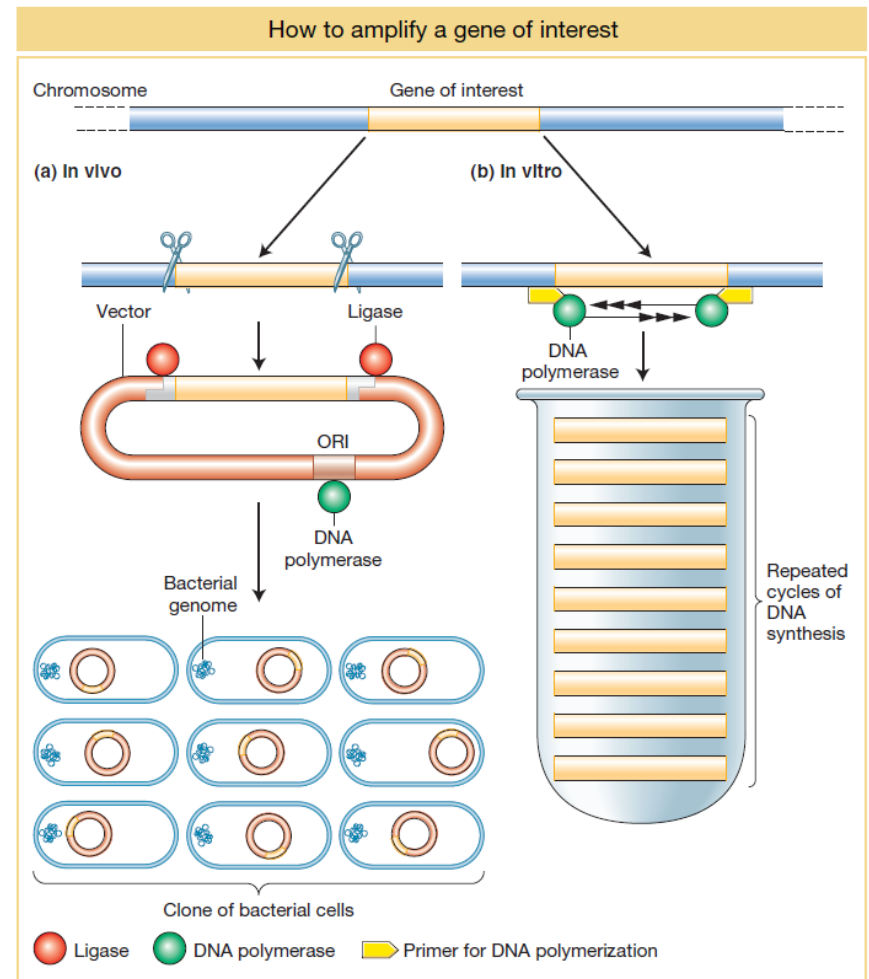 How to amplify a gene of interest
Chromosome
Gene of interest
(a) In vivo
(b) In vitro
Vector
Ligase
DNA
polymerase
ORI
DNA
polymerase
Bacterial
genome
Repeated
cycles of
DNA
synthesis
Clone of bacterial cells
Ligase
DNA polymerase
Primer for DNA polymerization